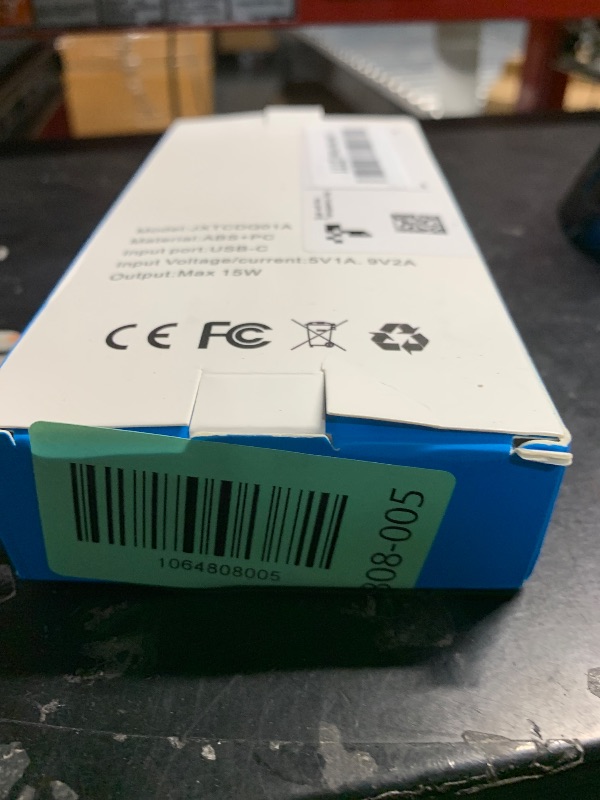 Model:JXTCDQ01A
Material:ABS+PC
Input port:USB-C
Input Voltage/current:5V1A, 9V2A
Output:Max 15W
CE FC
1064808005
808-005